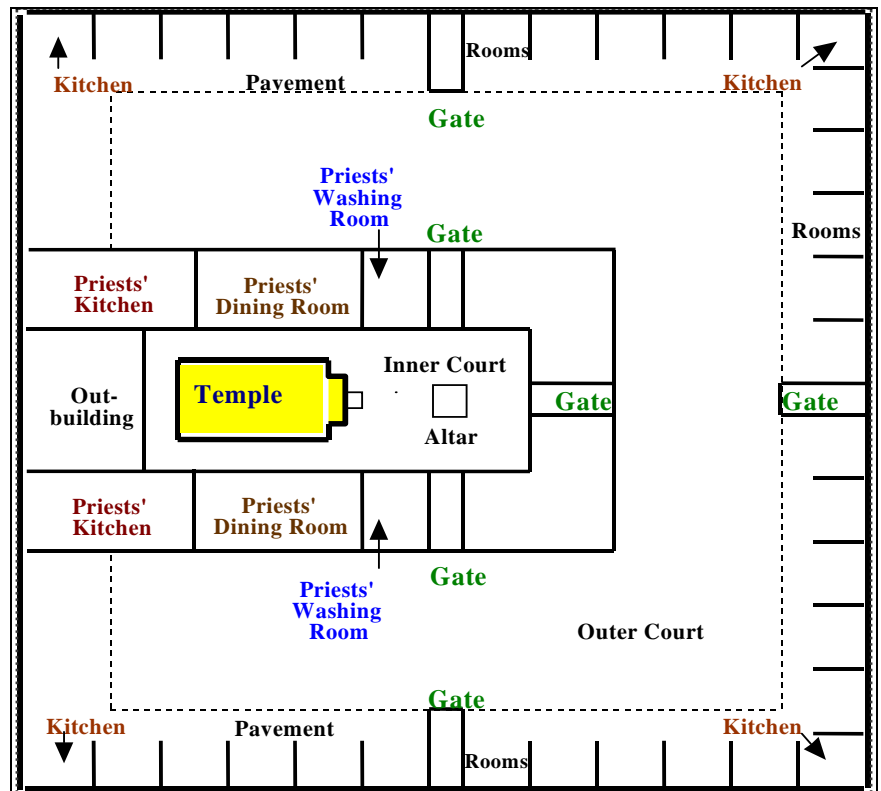 Rooms
Kitchen
Pavement
Kitchen
Gate
Priests'
Washing
Room
Gate
Rooms
Priests'
Kitchen
Priests'
Dining Room
Inner Court
Out-
building
Temple
Gate
Gate
Altar
Priests'
Kitchen
Priests'
Dining Room
Gate
Priests'
Washing
Room
Outer Court
Gate
Kitchen
Pavement
Kitchen
Rooms